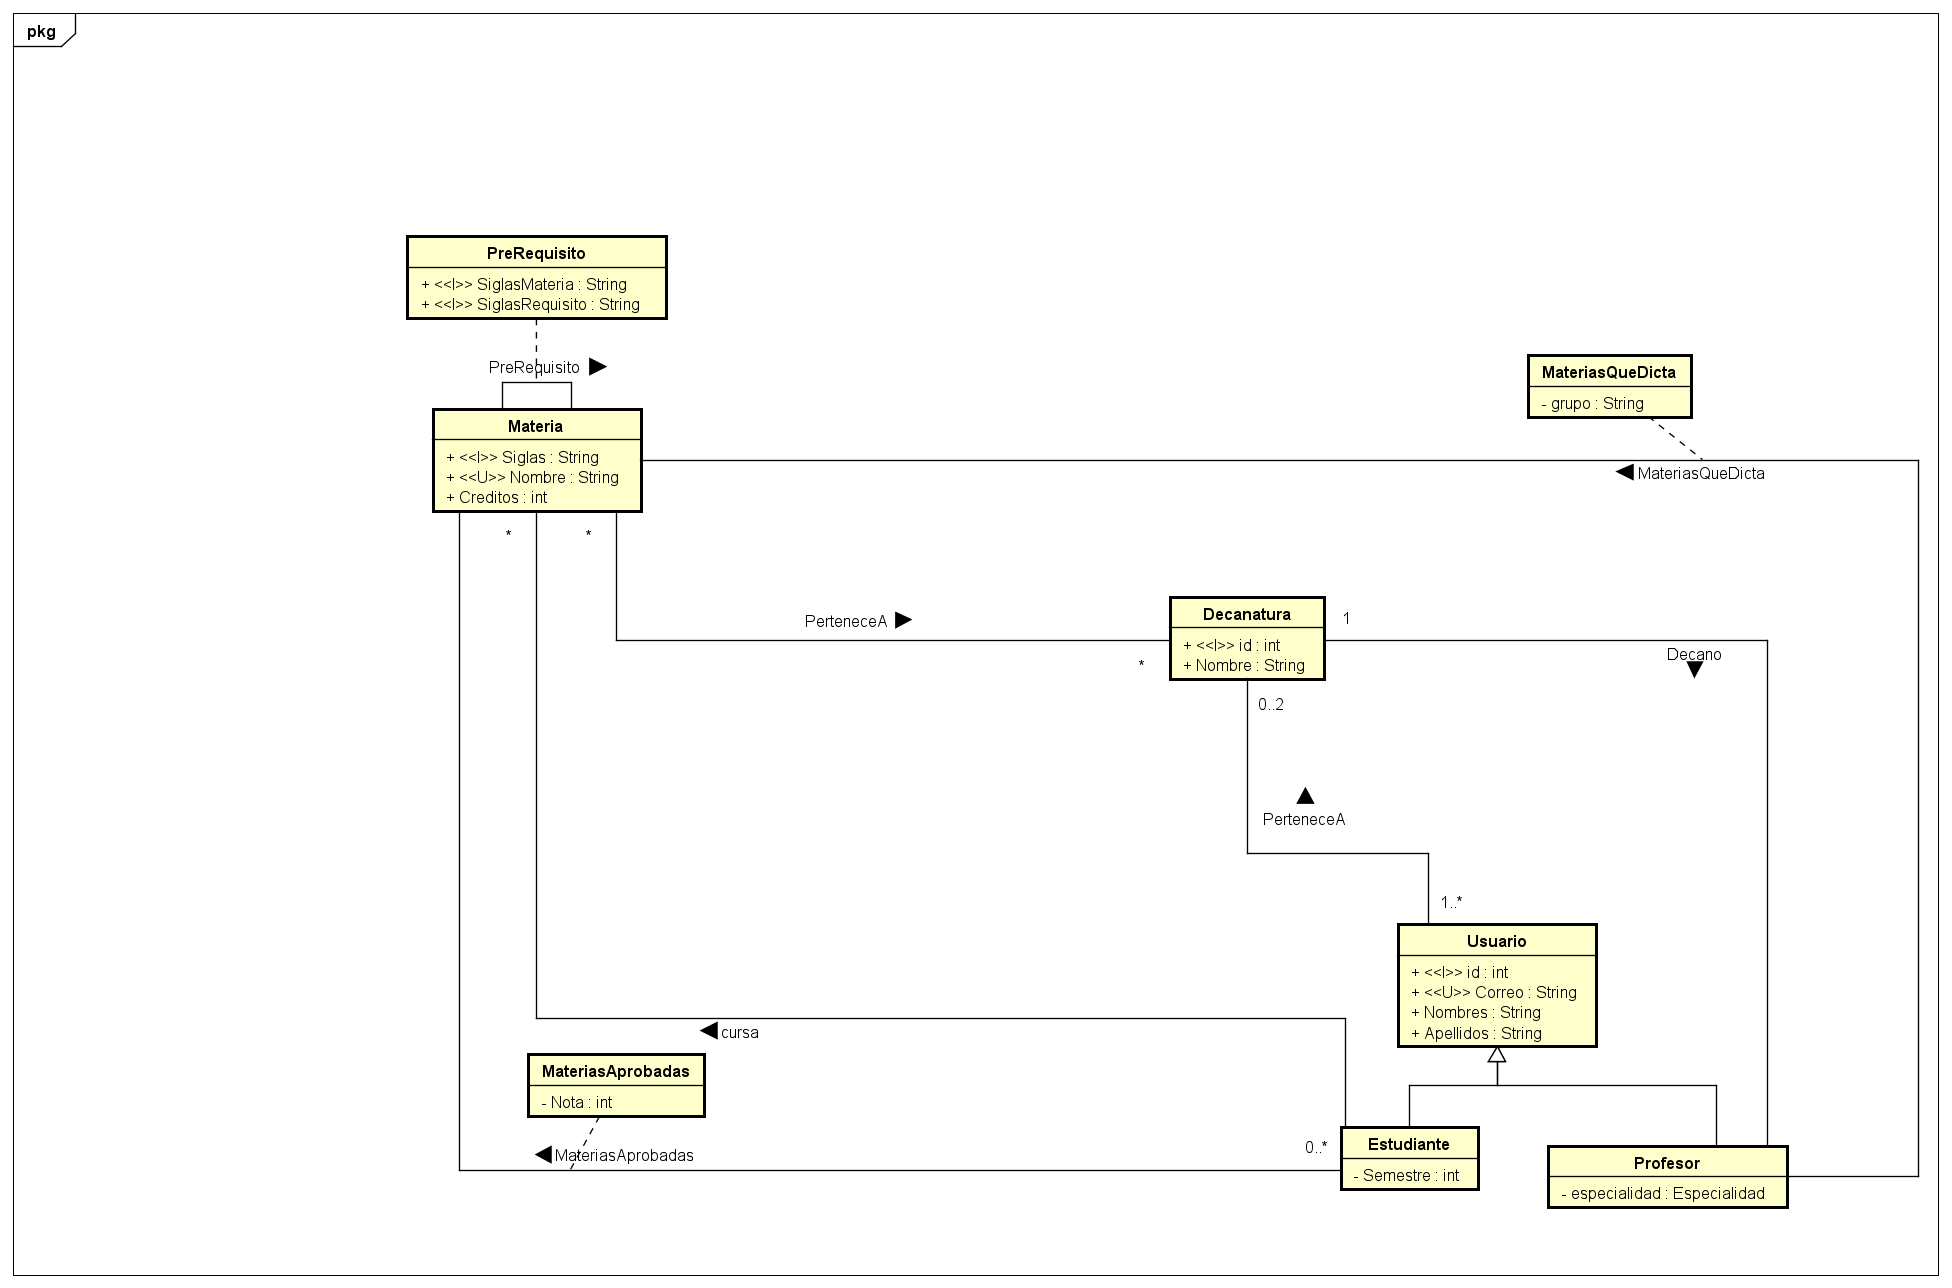 pkg
PreRequisito
+ <<I>> SiglasMateria : String
+ <<I>> SiglasRequisito : String
PreRequisito
MateriasQueDicta
- grupo : String
Materia
+ <<I>> Siglas : String
+ <<U>> Nombre : String
+ Creditos : int
MateriasQueDicta
*
*
Decanatura
+ <<I>> id : int
+ Nombre : String
1
PerteneceA
*
Decano
0..2
PerteneceA
1..*
Usuario
+ <<I>> id : int
+ <<U>> Correo : String
+ Nombres : String
+ Apellidos : String
cursa
MateriasAprobadas
- Nota : int
MateriasAprobadas
0..*
Estudiante
- Semestre : int
Profesor
- especialidad : Especialidad